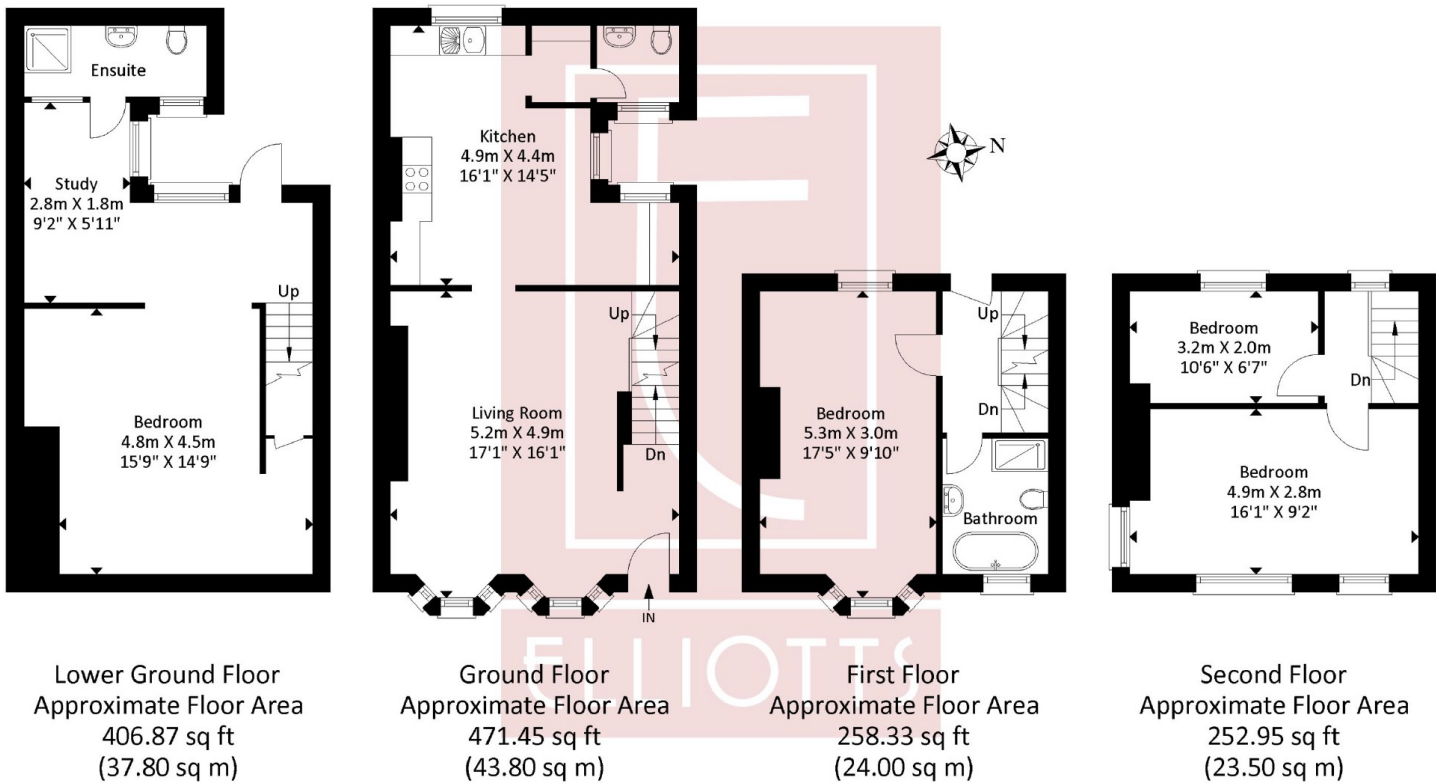 Ensuite
Study
2.8m X 1.8m
9'2" X 5'11"
Up
Bedroom
4.8m X 4.5m
15'9" X 14'9"
Lower Ground Floor
Approximate Floor Area
406.87 sq ft
(37.80 sq m)
Kitchen
4.9m X 4.4m
16'1" X 14'5"
Up
Living Room
5.2m X 4.9m
17'1" X 16'1"
Dn
IN
Ground Floor
Approximate Floor Area
471.45 sq ft
(43.80 sq m)
N
Up
Dn
Bedroom
5.3m X 3.0m
17'5" X 9'10"
Bathroom
First Floor
Approximate Floor Area
258.33 sq ft
(24.00 sq m)
Bedroom
3.2m X 2.0m
10'6" X 6'7"
Dn
Bedroom
4.9m X 2.8m
16'1" X 9'2"
Second Floor
Approximate Floor Area
252.95 sq ft
(23.50 sq m)
ELLIOTTS